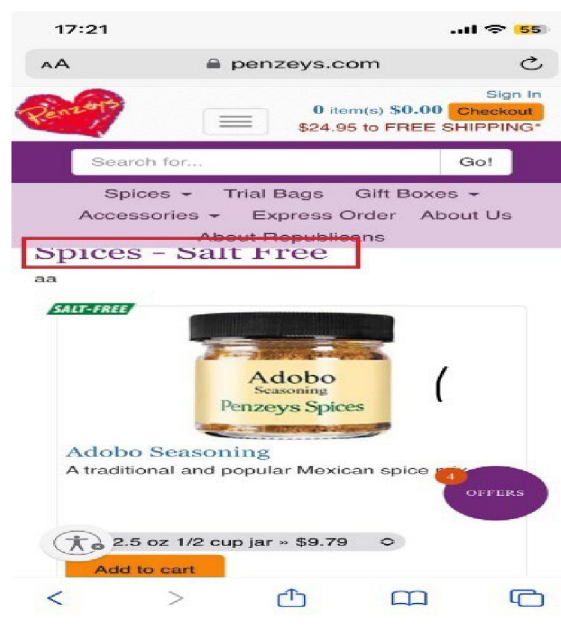 17:21
55
AA
penzeys.com
Penzeys
Sign In
0 item(s) $0.00 Checkout
$24.95 to FREE SHIPPING*
Search for...
Go!
Spices
Trial Bags
Gift Boxes
Accessories
Express Order
About Us
About Republicans
Spices - Salt Free
aa
SALT-FREE
Adobo
Seasoning
Penzeys Spices
(
Adobo Seasoning
A traditional and popular Mexican spice
4
OFFERS
2.5 oz 1/2 cup jar » $9.79
Add to cart